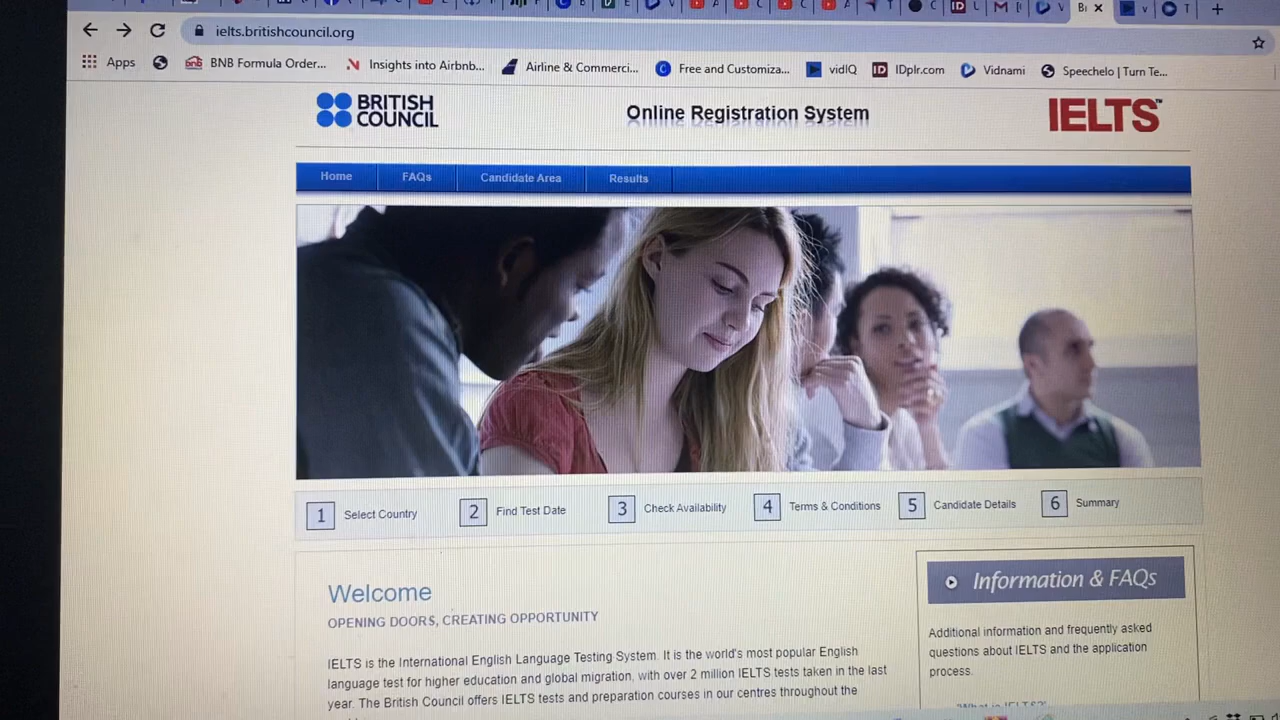 ielts.britishcouncil.org
Apps
BNB Formula Order...
Insights into Airbnb...
Airline & Commerci...
Free and Customiza...
vidIQ
IDplr.com
Vidnami
Speechelo | Turn Te...
BRITISH
COUNCIL
Online Registration System
IELTS™
Home
FAQs
Candidate Area
Results
1 Select Country
2 Find Test Date
3 Check Availability
4 Terms & Conditions
5 Candidate Details
6 Summary
Welcome
OPENING DOORS, CREATING OPPORTUNITY
IELTS is the International English Language Testing System. It is the world's most popular English
language test for higher education and global migration, with over 2 million IELTS tests taken in the last
year. The British Council offers IELTS tests and preparation courses in our centres throughout the
Information & FAQs
Additional information and frequently asked
questions about IELTS and the application
process.